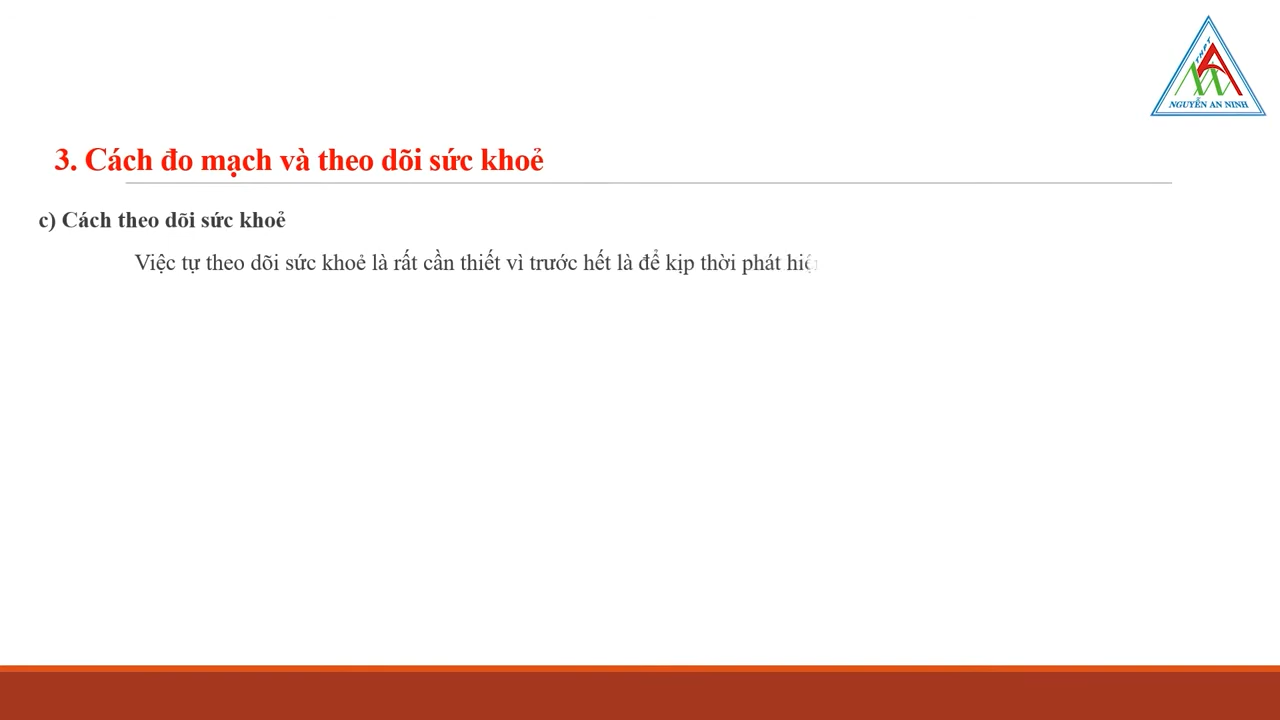 THPT
NGUYỄN AN NINH
3. Cách đo mạch và theo dõi sức khoẻ
c) Cách theo dõi sức khoẻ
Việc tự theo dõi sức khoẻ là rất cần thiết vì trước hết là để kịp thời phát